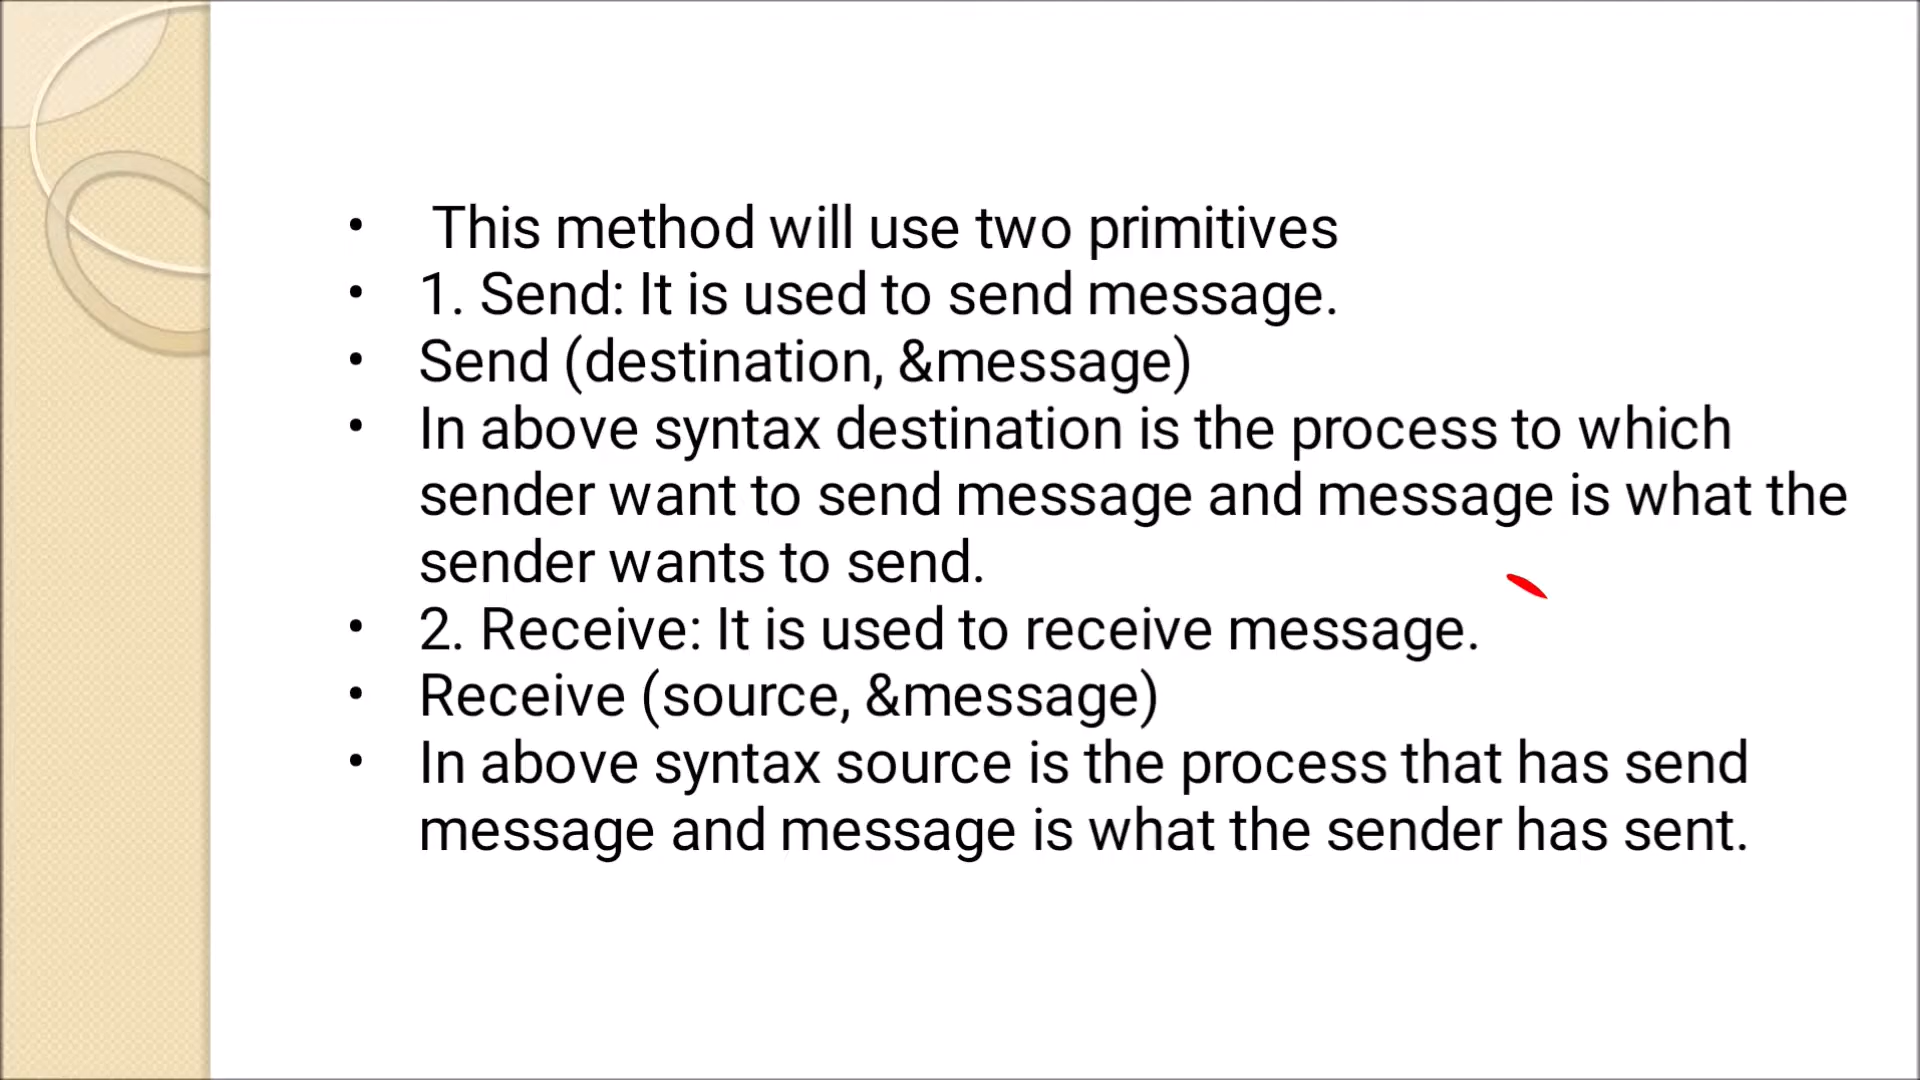 • This method will use two primitives
• 1. Send: It is used to send message.
• Send (destination, &message)
• In above syntax destination is the process to which
sender want to send message and message is what the
sender wants to send.
• 2. Receive: It is used to receive message.
• Receive (source, &message)
• In above syntax source is the process that has send
message and message is what the sender has sent.